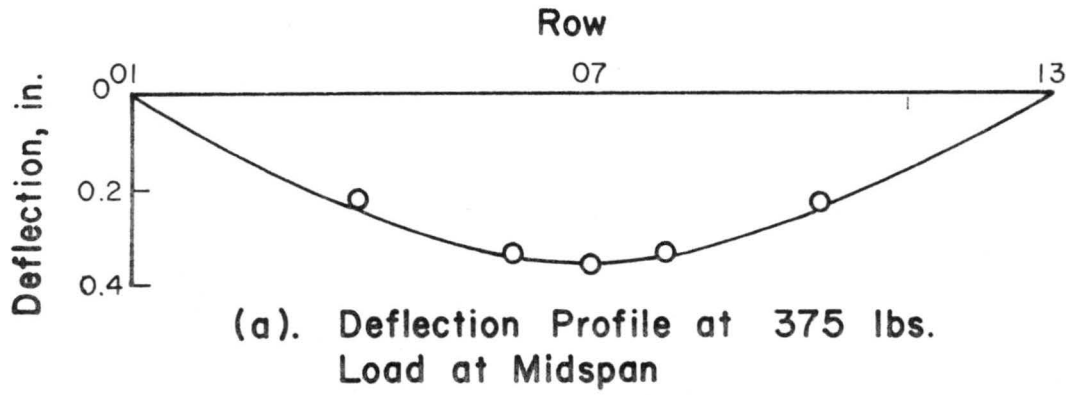 Row
01 07 13
0
0.2
0.4
Deflection, in.
(a). Deflection Profile at 375 lbs.
Load at Midspan